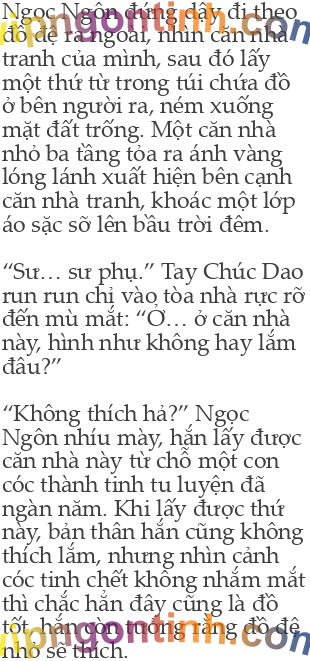 Ngọc Ngôn đứng dậy đi theo
đồ đệ ra ngoài, nhìn căn nhà
tranh của mình, sau đó lấy
một thứ từ trong túi chứa đồ
ở bên người ra, ném xuống
mặt đất trống. Một căn nhà
nhỏ ba tầng tỏa ra ánh vàng
lóng lánh xuất hiện bên cạnh
căn nhà tranh, khoác một lớp
áo sặc sỡ lên bầu trời đêm.
“Sư… sư phụ.” Tay Chúc Dao
run run chỉ vào tòa nhà rực rỡ
đến mù mắt: “Ở… ở căn nhà
này, hình như không hay lắm
đâu?”
“Không thích hả?” Ngọc
Ngôn nhíu mày, hắn lấy được
căn nhà này từ chỗ một con
cóc thành tinh tu luyện đã
ngàn năm. Khi lấy được thứ
này, bản thân hắn cũng không
thích lắm, nhưng nhìn cảnh
cóc tinh chết không nhắm mắt
thì chắc hẳn đây cũng là đồ
tốt, hắn còn tưởng rằng đồ đệ
nhỏ sẽ thích.